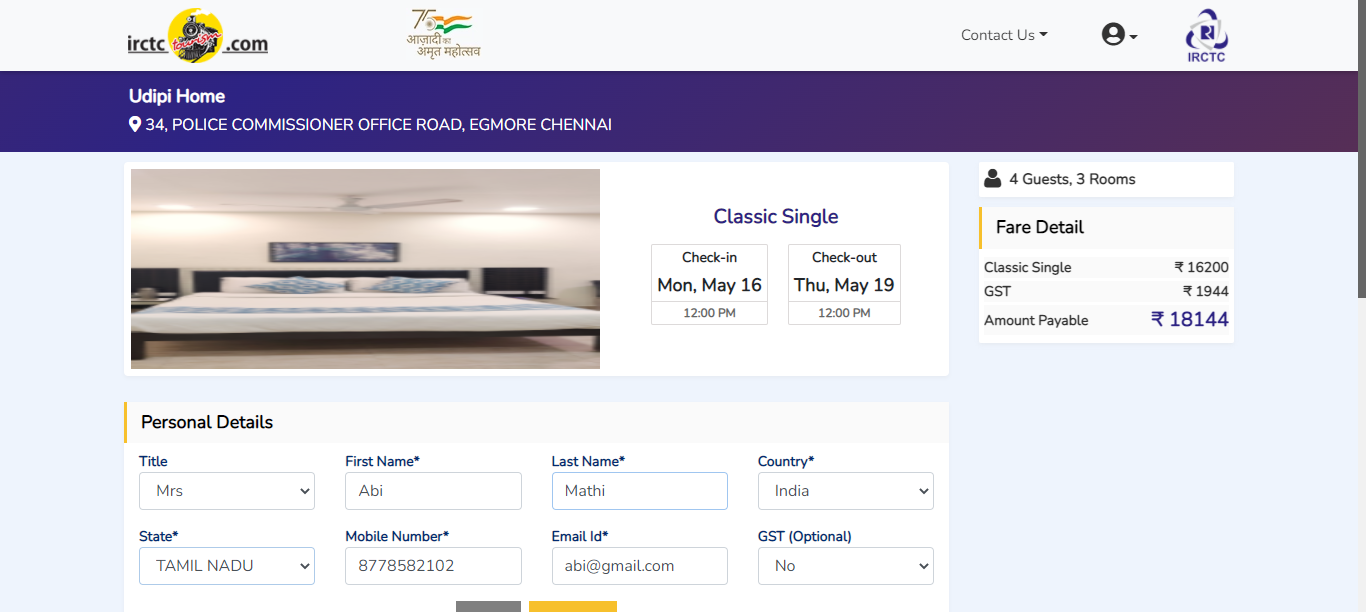 irctc tourism .com
75
आज़ादी का
अमृत महोत्सव
Contact Us
IRCTC
Udipi Home
34, POLICE COMMISSIONER OFFICE ROAD, EGMORE CHENNAI
Classic Single
Check-in
Mon, May 16
12:00 PM
Check-out
Thu, May 19
12:00 PM
4 Guests, 3 Rooms
Fare Detail
Classic Single ₹ 16200
GST ₹ 1944
Amount Payable ₹ 18144
Personal Details
Title First Name* Last Name* Country*
Mrs Abi Mathi India
State* Mobile Number* Email Id* GST (Optional)
TAMIL NADU 8778582102 abi@gmail.com No